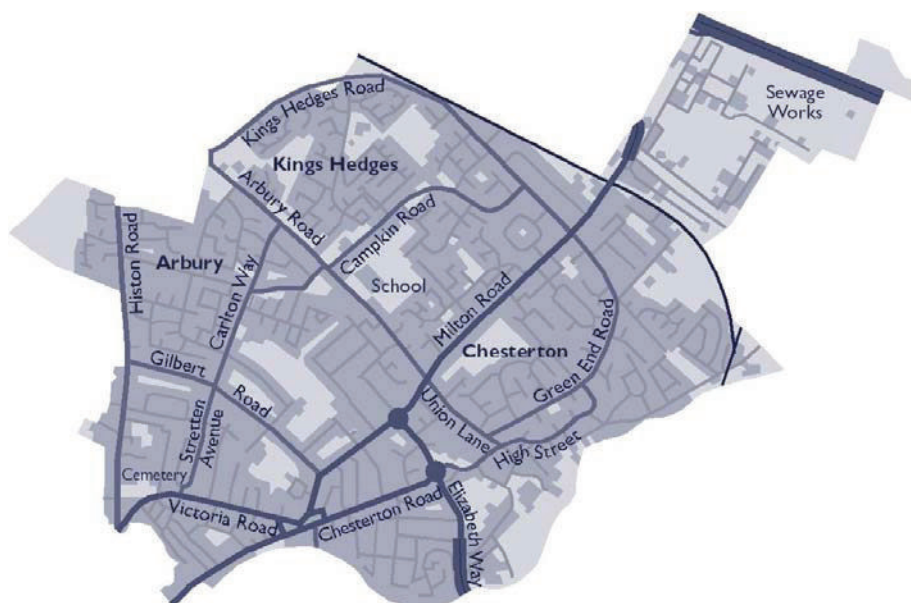 Sewage
Works
Kings Hedges Road
Kings Hedges
Arbury Road
Campkin Road
Histon Road
Arbury
Carlton Way
School
Milton Road
Chesterton
Green End Road
Gilbert
Road
Stretten
Avenue
Union Lane
High Street
Cemetery
Victoria Road
Chesterton Road
Elizabeth Way